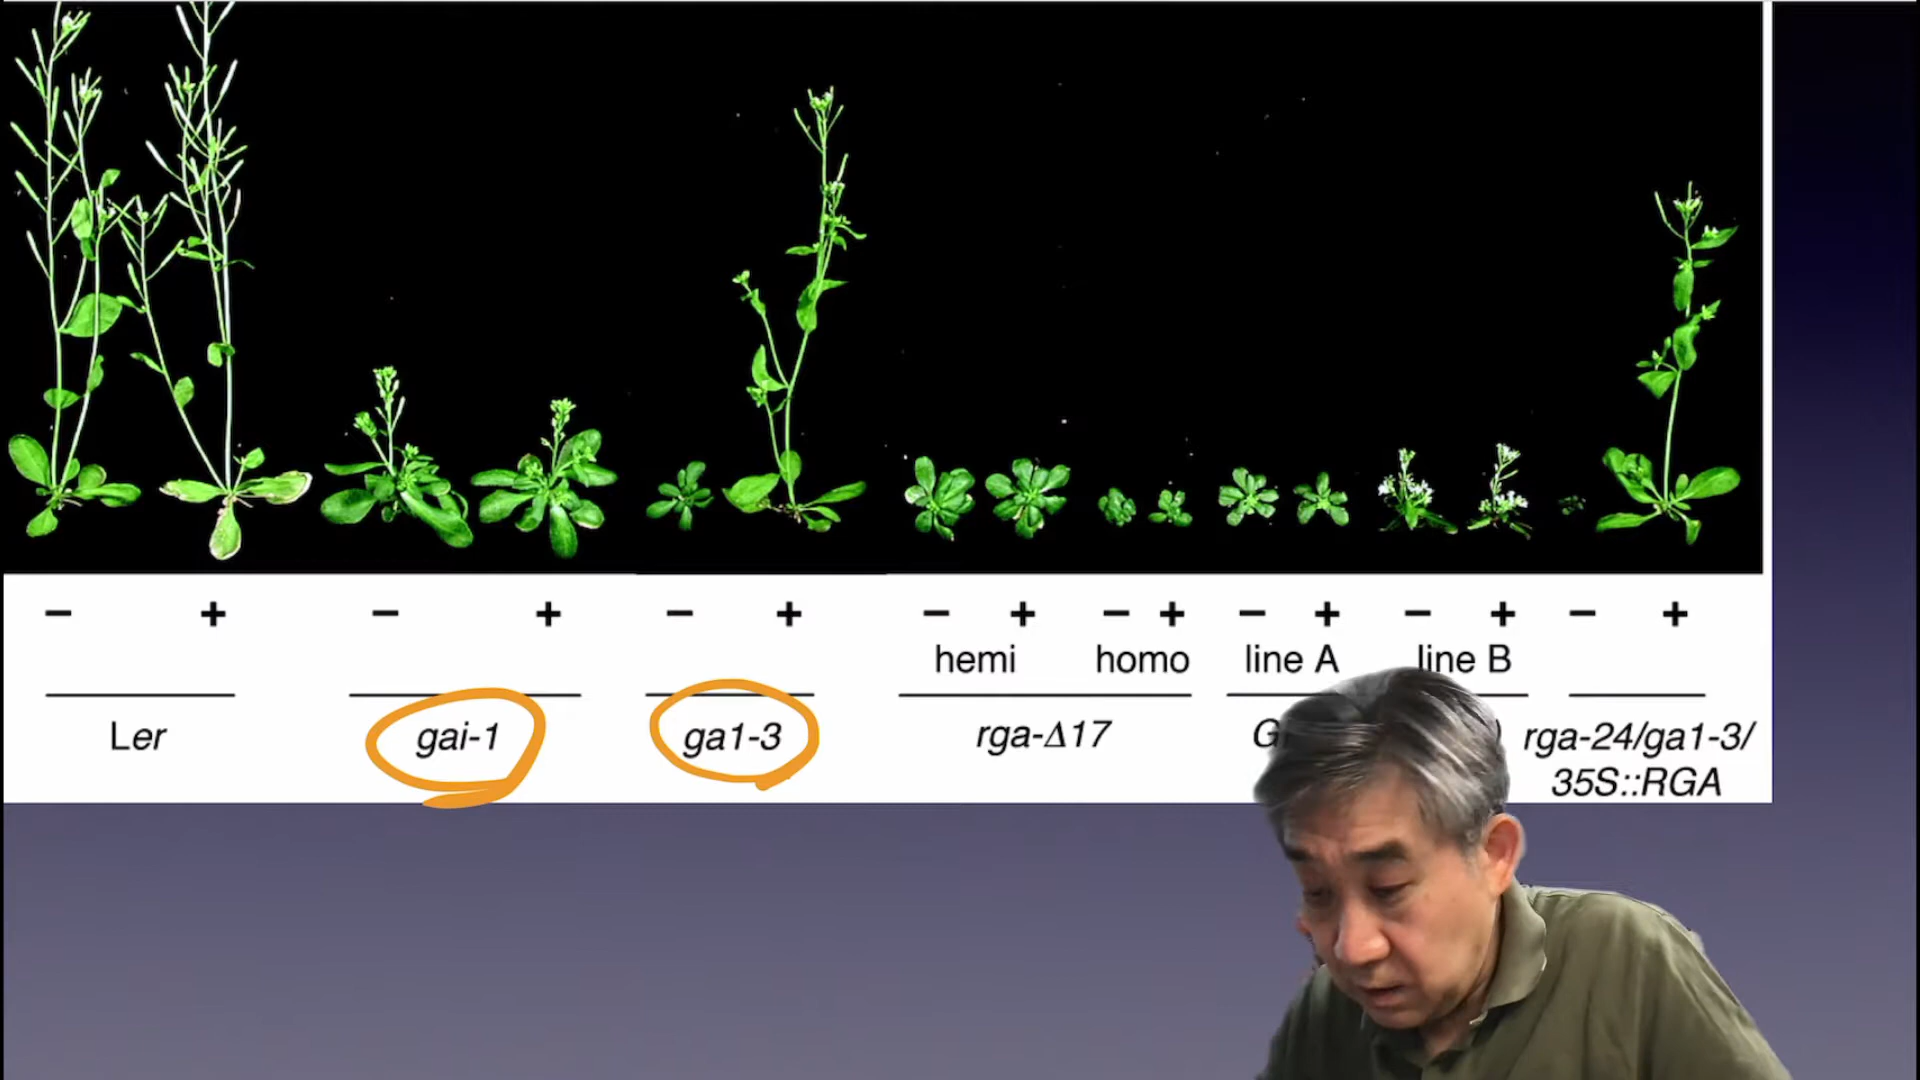 − + − + − + − + − + − + − + − +
hemi homo line A line B
Ler gai-1 ga1-3 rga-Δ17 rga-24/ga1-3/
35S::RGA